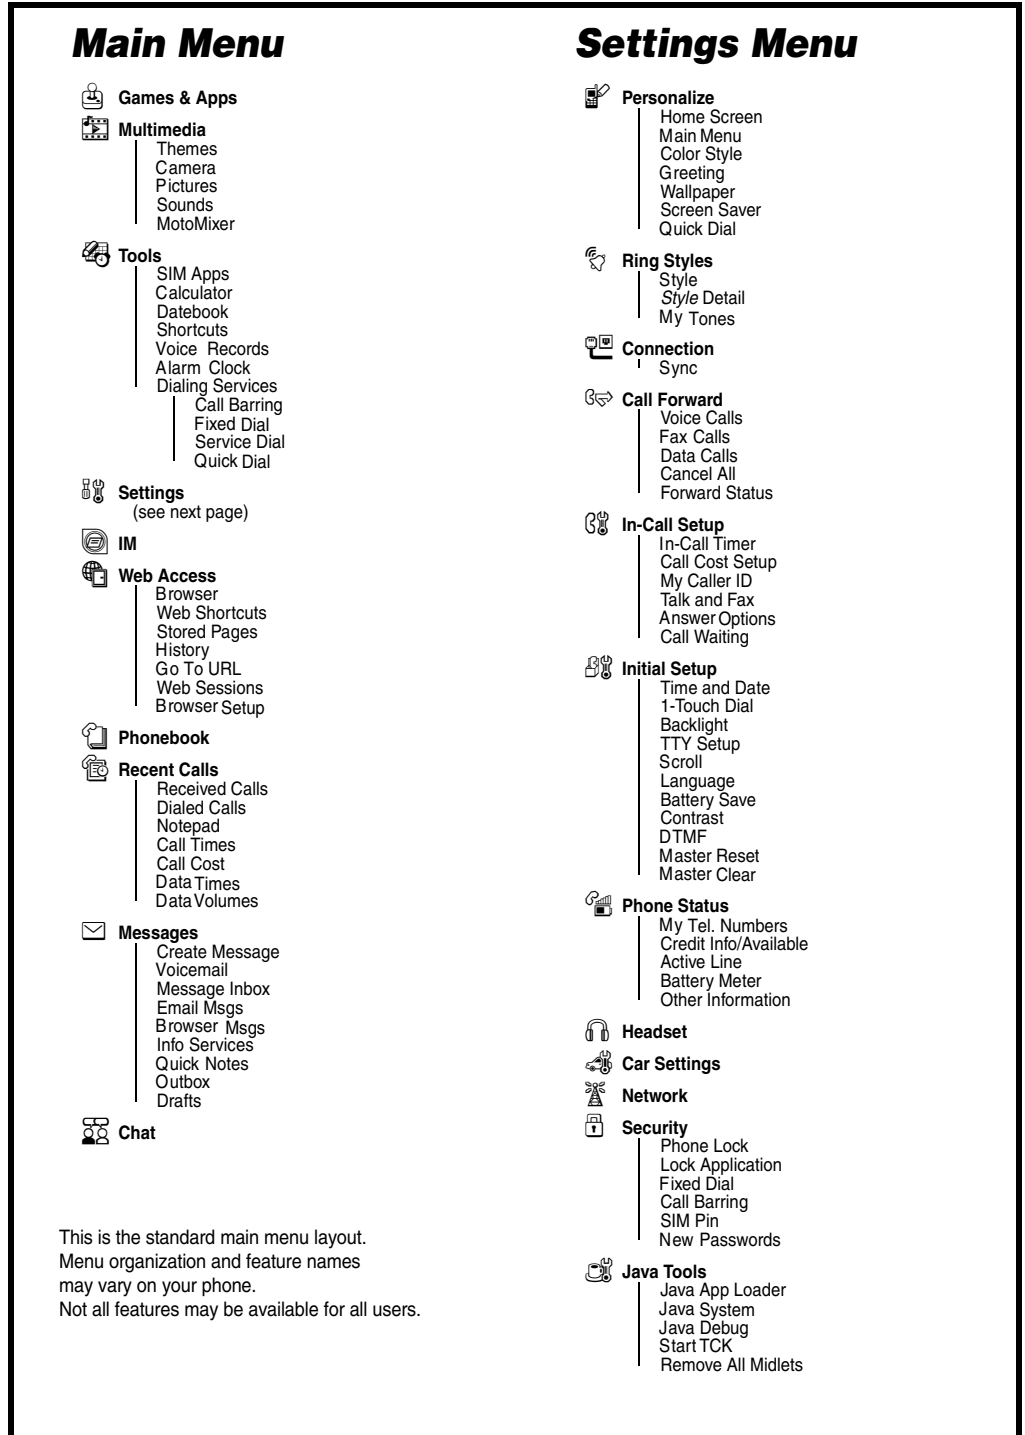 Main Menu
Games & Apps
Multimedia
Themes
Camera
Pictures
Sounds
MotoMixer
Tools
SIM Apps
Calculator
Datebook
Shortcuts
Voice Records
Alarm Clock
Dialing Services
Call Barring
Fixed Dial
Service Dial
Quick Dial
Settings
(see next page)
IM
Web Access
Browser
Web Shortcuts
Stored Pages
History
Go To URL
Web Sessions
Browser Setup
Phonebook
Recent Calls
Received Calls
Dialed Calls
Notepad
Call Times
Call Cost
Data Times
Data Volumes
Messages
Create Message
Voicemail
Message Inbox
Email Msgs
Browser Msgs
Info Services
Quick Notes
Outbox
Drafts
Chat
This is the standard main menu layout.
Menu organization and feature names
may vary on your phone.
Not all features may be available for all users.
Settings Menu
Personalize
Home Screen
Main Menu
Color Style
Greeting
Wallpaper
Screen Saver
Quick Dial
Ring Styles
Style
Style Detail
My Tones
Connection
Sync
Call Forward
Voice Calls
Fax Calls
Data Calls
Cancel All
Forward Status
In-Call Setup
In-Call Timer
Call Cost Setup
My Caller ID
Talk and Fax
Answer Options
Call Waiting
Initial Setup
Time and Date
1-Touch Dial
Backlight
TTY Setup
Scroll
Language
Battery Save
Contrast
DTMF
Master Reset
Master Clear
Phone Status
My Tel. Numbers
Credit Info/Available
Active Line
Battery Meter
Other Information
Headset
Car Settings
Network
Security
Phone Lock
Lock Application
Fixed Dial
Call Barring
SIM Pin
New Passwords
Java Tools
Java App Loader
Java System
Java Debug
Start TCK
Remove All Midlets